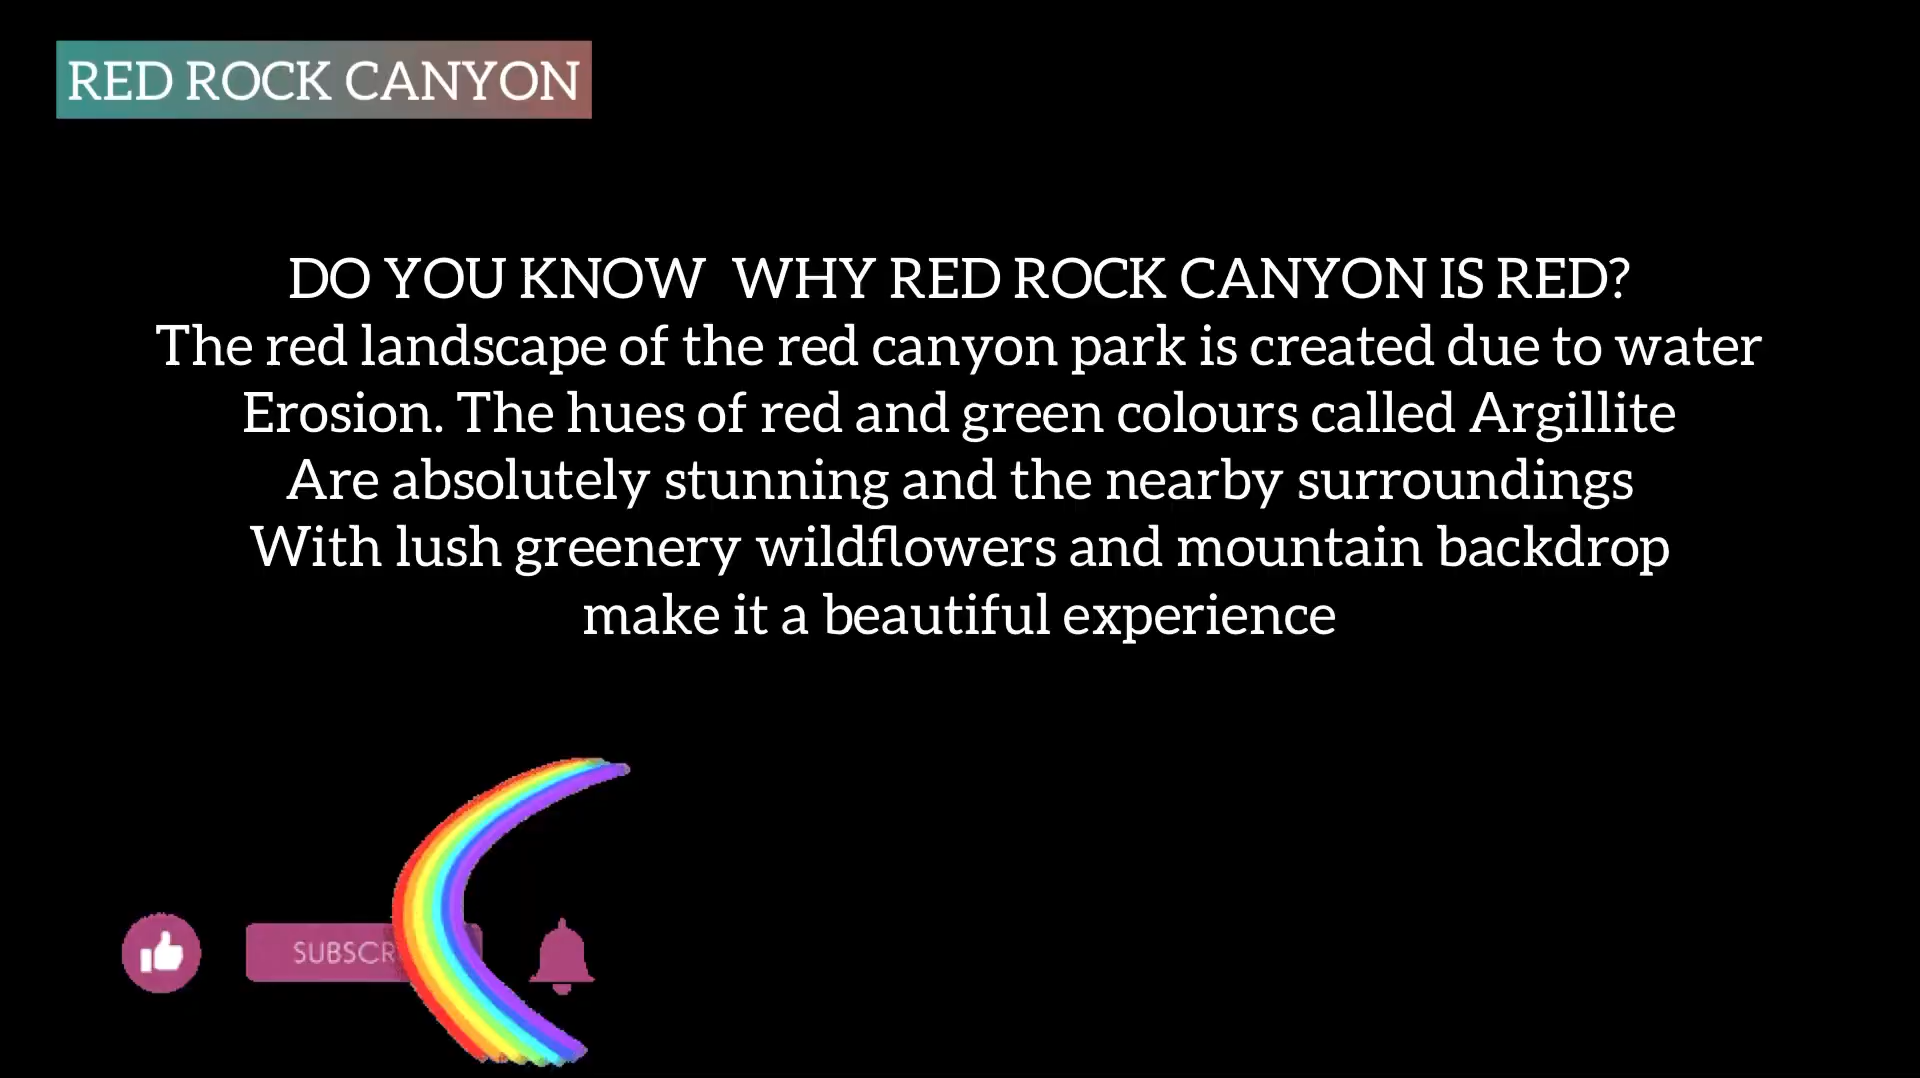 RED ROCK CANYON
DO YOU KNOW  WHY RED ROCK CANYON IS RED?
The red landscape of the red canyon park is created due to water
Erosion. The hues of red and green colours called Argillite
Are absolutely stunning and the nearby surroundings
With lush greenery wildflowers and mountain backdrop
make it a beautiful experience